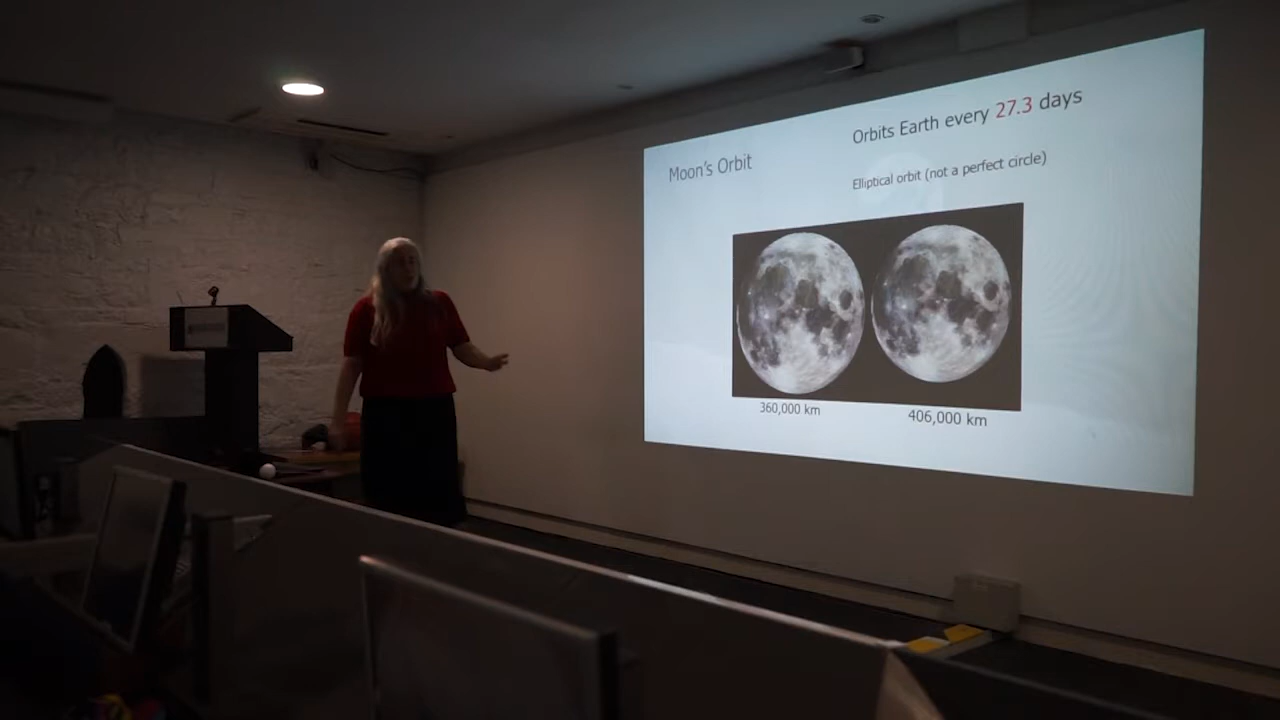 Orbits Earth every 27.3 days
Moon's Orbit
Elliptical orbit (not a perfect circle)
360,000 km
406,000 km